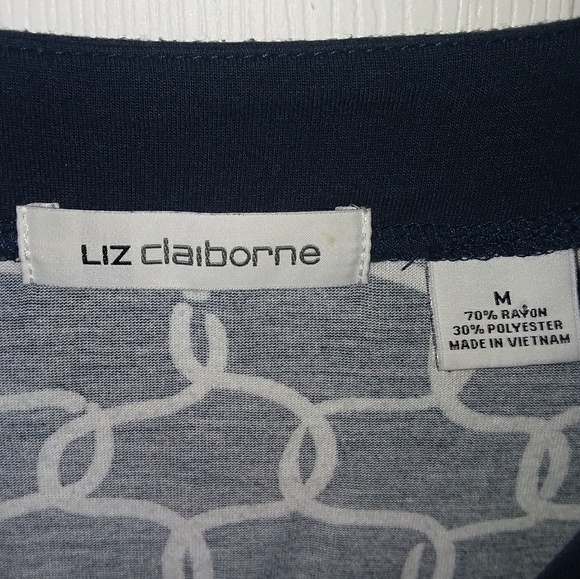 LIZ claiborne
M
70% RAYON
30% POLYESTER
MADE IN VIETNAM